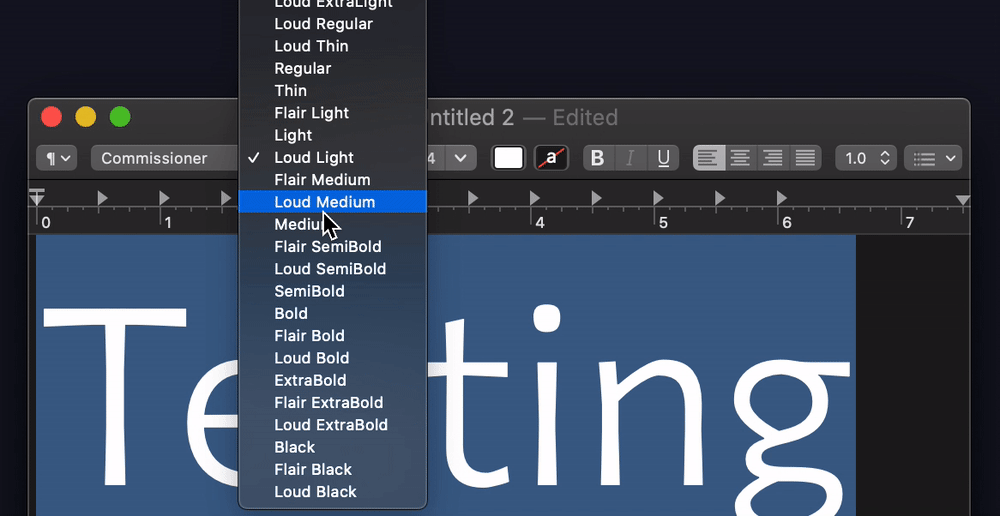 Loud ExtraLight
Loud Regular
Loud Thin
Regular
Thin
Flair Light
Light
✓ Loud Light
Flair Medium
Loud Medium
Medium
Flair SemiBold
Loud SemiBold
SemiBold
Bold
Flair Bold
Loud Bold
ExtraBold
Flair ExtraBold
Loud ExtraBold
Black
Flair Black
Loud Black
ntitled 2 — Edited
¶ Commissioner 4 a B I U 1.0
0 1 4 5 6 7
Te ting